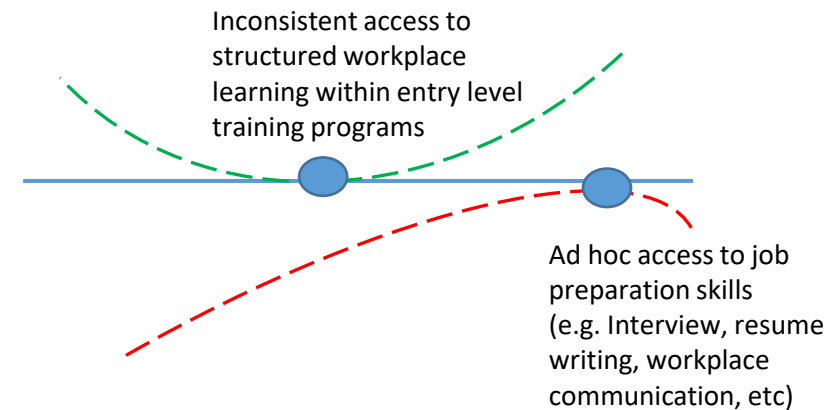 Inconsistent access to
structured workplace
learning within entry level
training programs
Ad hoc access to job
preparation skills
(e.g. Interview, resume
writing, workplace
communication, etc)